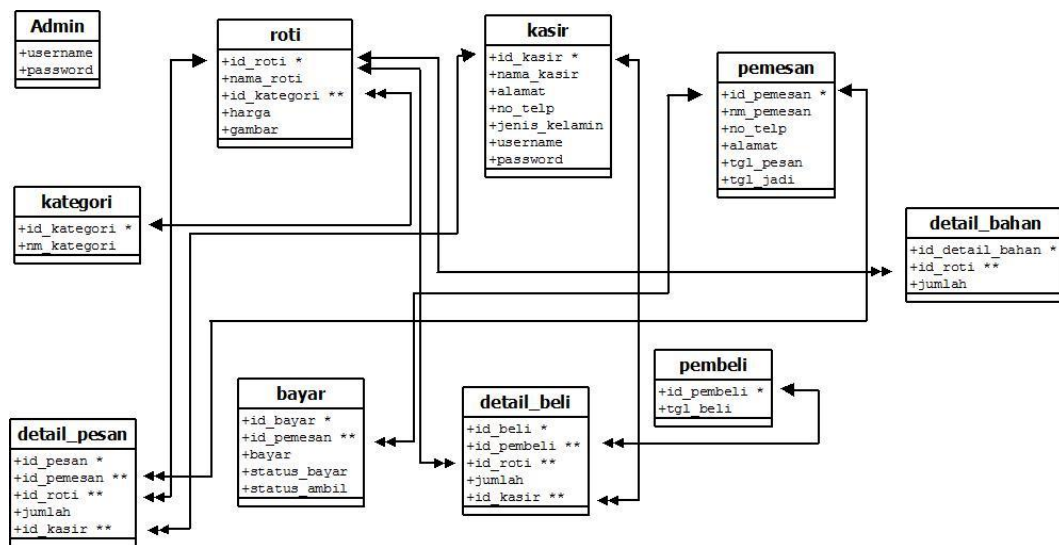 Admin
+username
+password
roti
+id_roti *
+nama_roti
+id_kategori **
+harga
+gambar
kasir
+id_kasir *
+nama_kasir
+alamat
+no_telp
+jenis_kelamin
+username
+password
pemesan
+id_pemesan *
+nm_pemesan
+no_telp
+alamat
+tgl_pesan
+tgl_jadi
kategori
+id_kategori *
+nm_kategori
detail_bahan
+id_detail_bahan *
+id_roti **
+jumlah
pembeli
+id_pembeli *
+tgl_beli
bayar
+id_bayar *
+id_pemesan **
+bayar
+status_bayar
+status_ambil
detail_beli
+id_beli *
+id_pembeli **
+id_roti **
+jumlah
+id_kasir **
detail_pesan
+id_pesan *
+id_pemesan **
+id_roti **
+jumlah
+id_kasir **